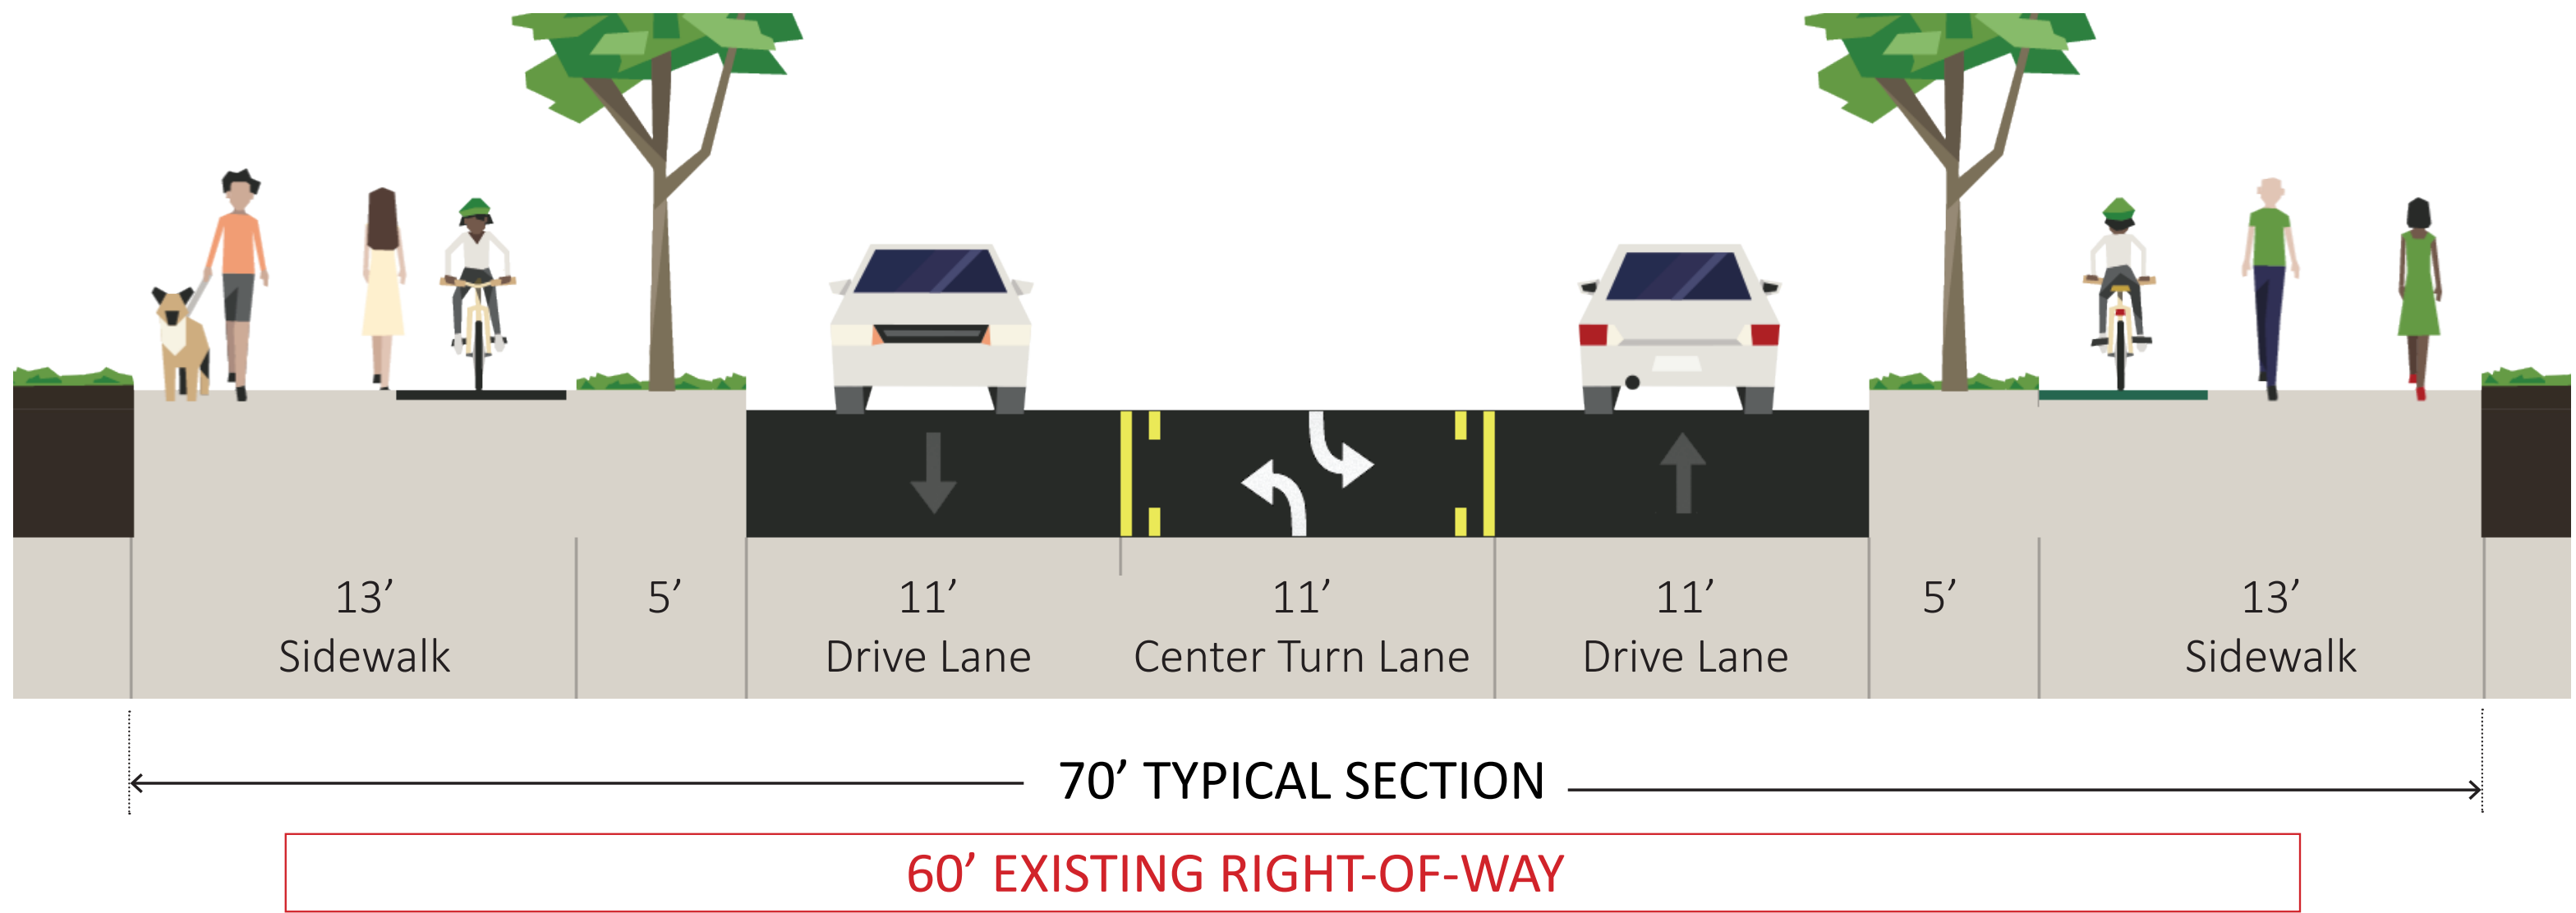 13’ 5’ 11’ 11’ 11’ 5’ 13’
Sidewalk Drive Lane Center Turn Lane Drive Lane Sidewalk
70’ TYPICAL SECTION
60’ EXISTING RIGHT-OF-WAY